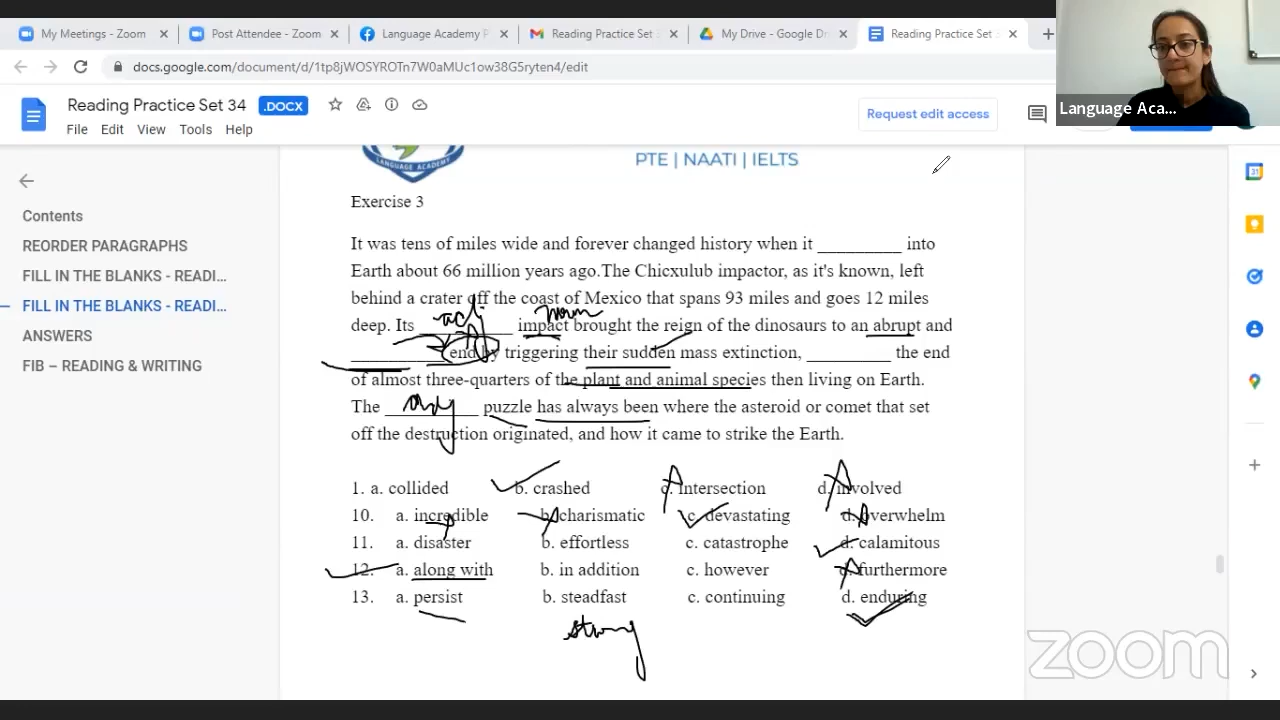 My Meetings - Zoom
Post Attendee - Zoom
Language Academy P
Reading Practice Set
My Drive - Google Dri
Reading Practice Set
docs.google.com/document/d/1tp8jWOSYROTn7W0aMUc1ow38G5ryten4/edit
Language Aca...
Reading Practice Set 34 .DOCX
File Edit View Tools Help
Request edit access
LANGUAGE ACADEMY
PTE | NAATI | IELTS
Contents
REORDER PARAGRAPHS
FILL IN THE BLANKS - READI...
FILL IN THE BLANKS - READI...
ANSWERS
FIB – READING & WRITING
Exercise 3
It was tens of miles wide and forever changed history when it _________ into
Earth about 66 million years ago.The Chicxulub impactor, as it's known, left
behind a crater off the coast of Mexico that spans 93 miles and goes 12 miles
adj noun
deep. Its __________ impact brought the reign of the dinosaurs to an abrupt and
__________ end by triggering their sudden mass extinction, _________ the end
of almost three-quarters of the plant and animal species then living on Earth.
The __________ puzzle has always been where the asteroid or comet that set
off the destruction originated, and how it came to strike the Earth.
1. a. collided b. crashed c. intersection d. involved
10. a. incredible b. charismatic c. devastating d. overwhelm
11. a. disaster b. effortless c. catastrophe d. calamitous
12. a. along with b. in addition c. however d. furthermore
13. a. persist b. steadfast c. continuing d. enduring
strong
zoom